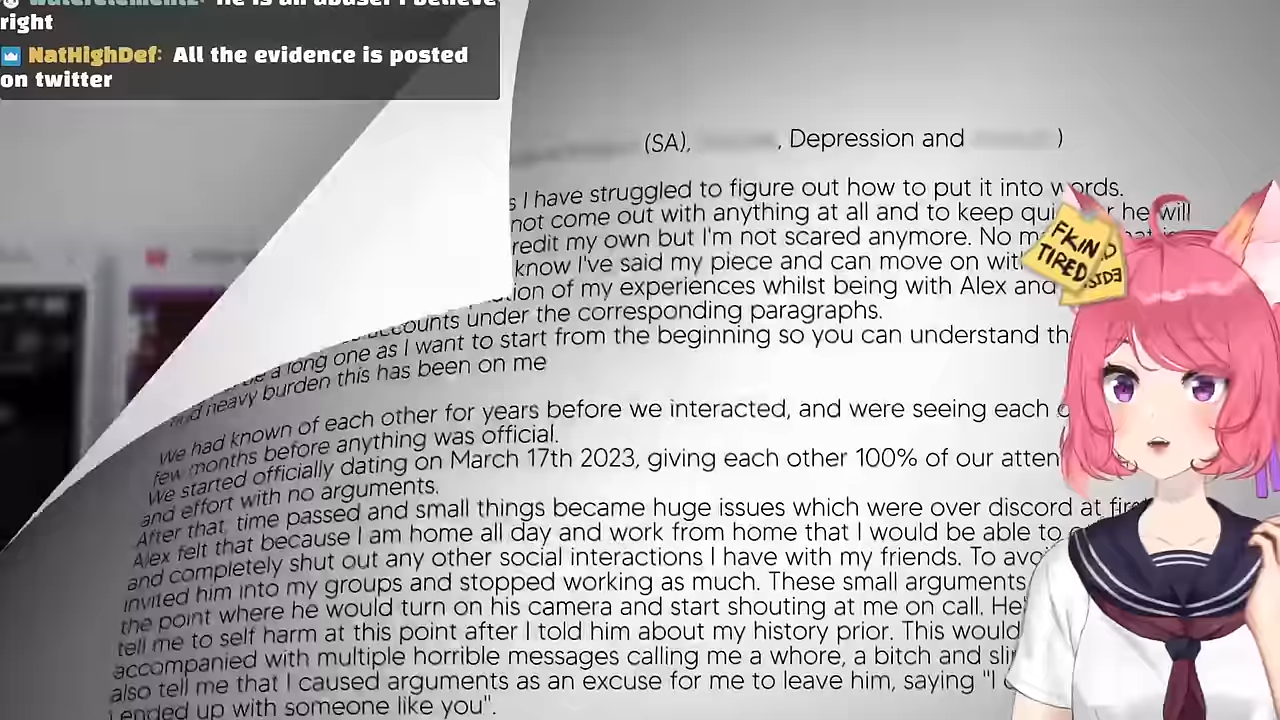 He is an abuser I believe
right
NatHighDef: All the evidence is posted
on twitter
(SA), , Depression and )
I have struggled to figure out how to put it into words.
not come out with anything at all and to keep he will
my own but I'm not scared anymore. No
know I've said my piece and can move on
of my experiences whilst being with Alex and
under the corresponding paragraphs.
a long one as I want to start from the beginning so you can understand
heavy burden this has been on me
We had known of each other for years before we interacted, and were seeing each
few months before anything was official.
We started officially dating on March 17th 2023, giving each other 100% of our
and effort with no arguments.
After that, time passed and small things became huge issues which were over discord at
Alex felt that because I am home all day and work from home that I would be able to
and completely shut out any other social interactions I have with my friends. To
invited him into my groups and stopped working as much. These small arguments
the point where he would turn on his camera and start shouting at me on call.
tell me to self harm at this point after I told him about my history prior. This would
accompanied with multiple horrible messages calling me a whore, a bitch and
also tell me that I caused arguments as an excuse for me to leave him, saying "I
ended up with someone like you".
FKIN
TIRED